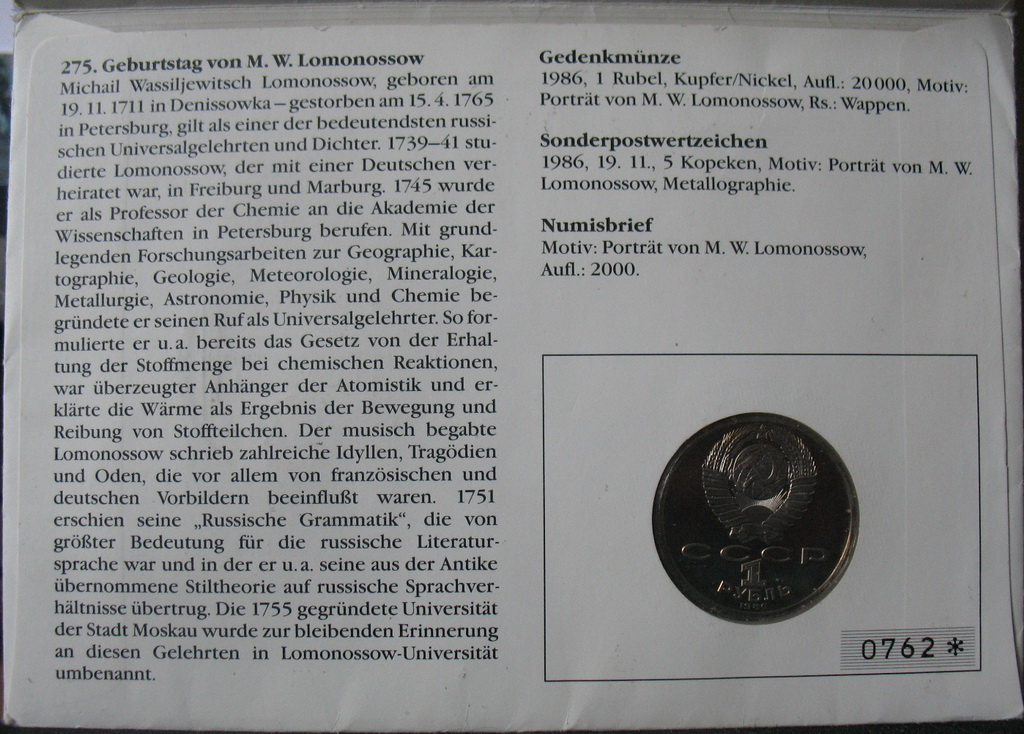 275. Geburtstag von M. W. Lomonossow
Michail Wassiljewitsch Lomonossow, geboren am
19. 11. 1711 in Denissowka – gestorben am 15. 4. 1765
in Petersburg, gilt als einer der bedeutendsten russi-
schen Universalgelehrten und Dichter. 1739–41 stu-
dierte Lomonossow, der mit einer Deutschen ver-
heiratet war, in Freiburg und Marburg. 1745 wurde
er als Professor der Chemie an die Akademie der
Wissenschaften in Petersburg berufen. Mit grund-
legenden Forschungsarbeiten zur Geographie, Kar-
tographie, Geologie, Meteorologie, Mineralogie,
Metallurgie, Astronomie, Physik und Chemie be-
gründete er seinen Ruf als Universalgelehrter. So for-
mulierte er u. a. bereits das Gesetz von der Erhal-
tung der Stoffmenge bei chemischen Reaktionen,
war überzeugter Anhänger der Atomistik und er-
klärte die Wärme als Ergebnis der Bewegung und
Reibung von Stoffteilchen. Der musisch begabte
Lomonossow schrieb zahlreiche Idyllen, Tragödien
und Oden, die vor allem von französischen und
deutschen Vorbildern beeinflußt waren. 1751
erschien seine „Russische Grammatik“, die von
größter Bedeutung für die russische Literatur-
sprache war und in der er u. a. seine aus der Antike
übernommene Stiltheorie auf russische Sprachver-
hältnisse übertrug. Die 1755 gegründete Universität
der Stadt Moskau wurde zur bleibenden Erinnerung
an diesen Gelehrten in Lomonossow-Universität
umbenannt.
Gedenkmünze
1986, 1 Rubel, Kupfer/Nickel, Aufl.: 20 000, Motiv:
Porträt von M. W. Lomonossow, Rs.: Wappen.
Sonderpostwertzeichen
1986, 19. 11., 5 Kopeken, Motiv: Porträt von M. W.
Lomonossow, Metallographie.
Numisbrief
Motiv: Porträt von M. W. Lomonossow,
Aufl.: 2000.
СССР
1
РУБЛЬ
1986
0762 *